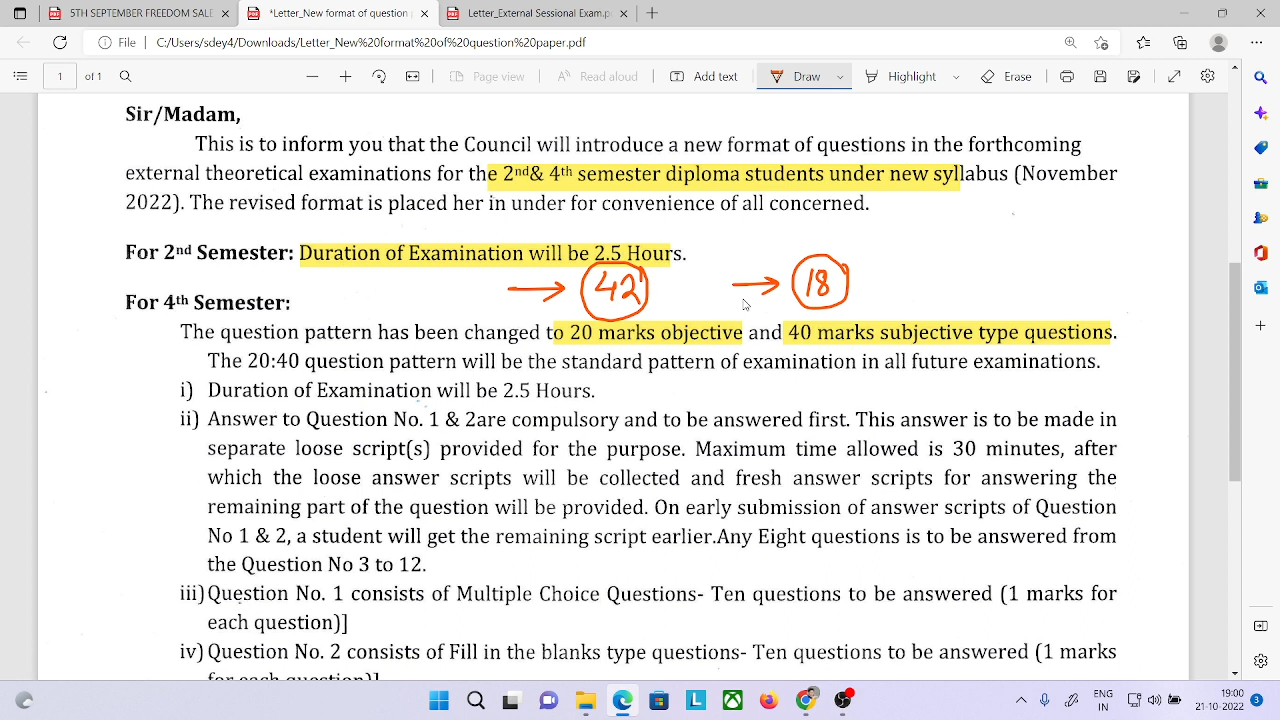 5TH SEPTEMBER FREEDOM SALE
*Letter_New format of question
Letter_External Sessional Exam.p
File
C:/Users/sdey4/Downloads/Letter_New%20format%20of%20question%20paper.pdf
1 of 1
Page view
Read aloud
Add text
Draw
Highlight
Erase
Sir/Madam,
This is to inform you that the Council will introduce a new format of questions in the forthcoming
external theoretical examinations for the 2nd& 4th semester diploma students under new syllabus (November
2022). The revised format is placed her in under for convenience of all concerned.
For 2nd Semester: Duration of Examination will be 2.5 Hours.
→ 42 → 18
For 4th Semester:
The question pattern has been changed to 20 marks objective and 40 marks subjective type questions.
The 20:40 question pattern will be the standard pattern of examination in all future examinations.
i) Duration of Examination will be 2.5 Hours.
ii) Answer to Question No. 1 & 2are compulsory and to be answered first. This answer is to be made in
separate loose script(s) provided for the purpose. Maximum time allowed is 30 minutes, after
which the loose answer scripts will be collected and fresh answer scripts for answering the
remaining part of the question will be provided. On early submission of answer scripts of Question
No 1 & 2, a student will get the remaining script earlier.Any Eight questions is to be answered from
the Question No 3 to 12.
iii) Question No. 1 consists of Multiple Choice Questions- Ten questions to be answered (1 marks for
each question)]
iv) Question No. 2 consists of Fill in the blanks type questions- Ten questions to be answered (1 marks
for each question)]
ENG
IN
19:00
21-10-2022
3